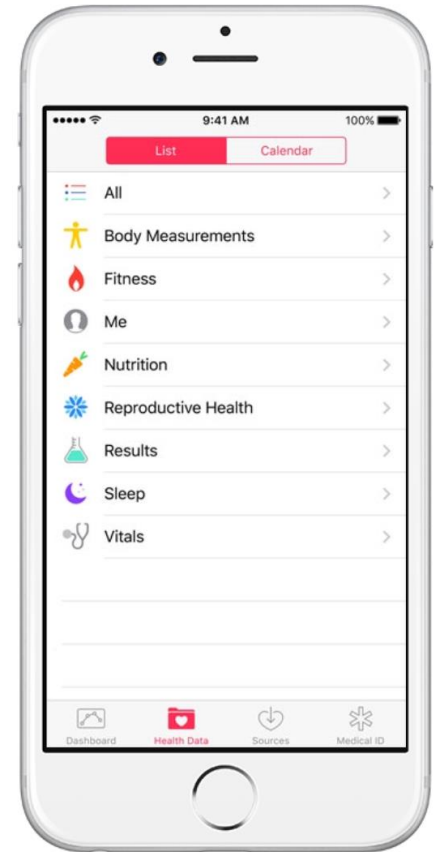 9:41 AM 100%
List Calendar
All
Body Measurements
Fitness
Me
Nutrition
Reproductive Health
Results
Sleep
Vitals
Dashboard Health Data Sources Medical ID